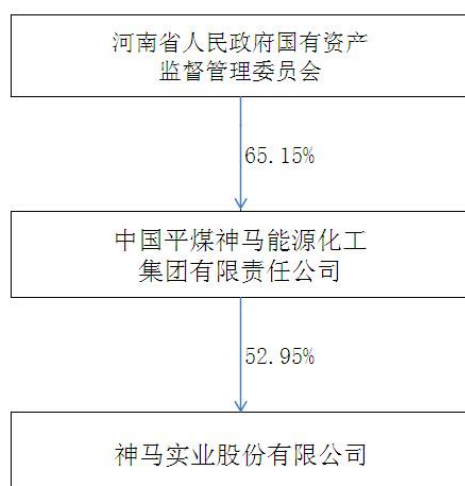 河南省人民政府国有资产
监督管理委员会
65.15%
中国平煤神马能源化工
集团有限责任公司
52.95%
神马实业股份有限公司